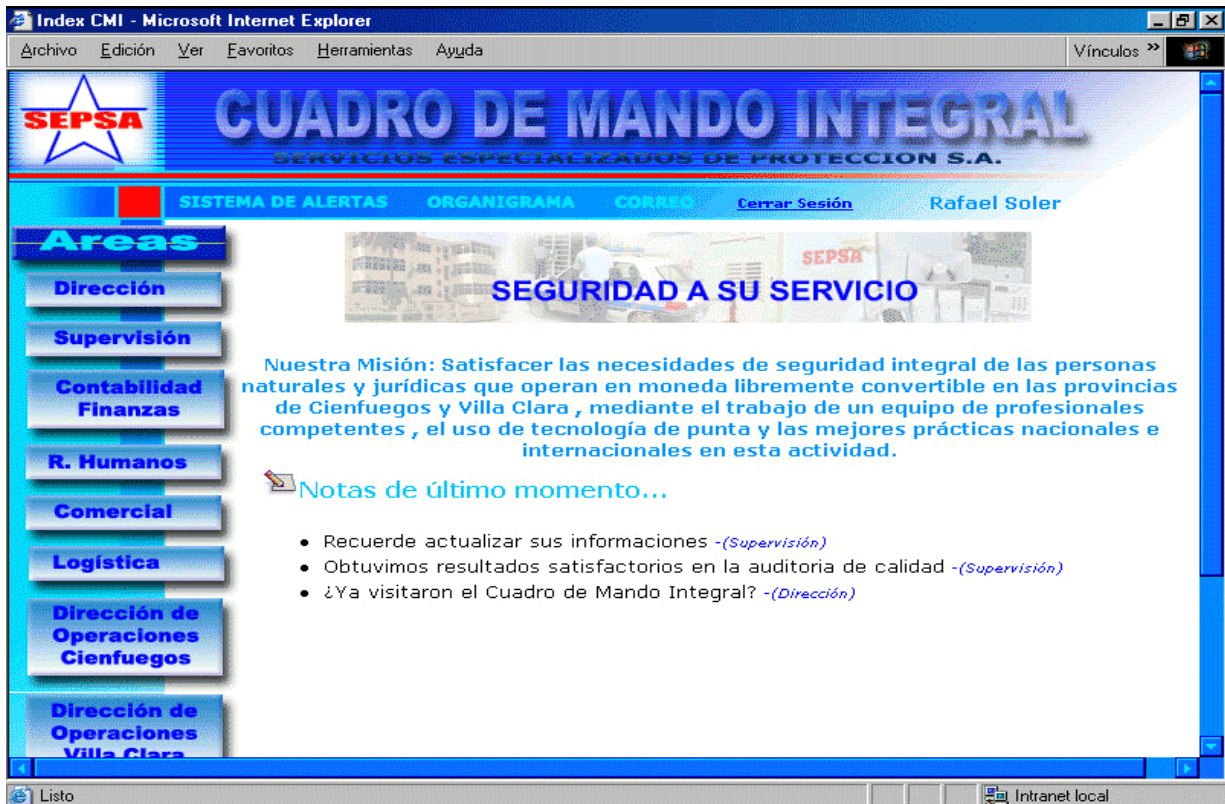 Index CMI - Microsoft Internet Explorer
Archivo Edición Ver Favoritos Herramientas Ayuda Vínculos »
SEPSA
CUADRO DE MANDO INTEGRAL
SERVICIOS ESPECIALIZADOS DE PROTECCION S.A.
SISTEMA DE ALERTAS ORGANIGRAMA CORREO Cerrar Sesión Rafael Soler
Areas
Dirección
Supervisión
Contabilidad
Finanzas
R. Humanos
Comercial
Logística
Dirección de
Operaciones
Cienfuegos
Dirección de
Operaciones
Villa Clara
SEPSA
SEGURIDAD A SU SERVICIO
Nuestra Misión: Satisfacer las necesidades de seguridad integral de las personas
naturales y jurídicas que operan en moneda libremente convertible en las provincias
de Cienfuegos y Villa Clara , mediante el trabajo de un equipo de profesionales
competentes , el uso de tecnología de punta y las mejores prácticas nacionales e
internacionales en esta actividad.
Notas de último momento...
• Recuerde actualizar sus informaciones -(Supervisión)
• Obtuvimos resultados satisfactorios en la auditoria de calidad -(Supervisión)
• ¿Ya visitaron el Cuadro de Mando Integral? -(Dirección)
Listo Intranet local